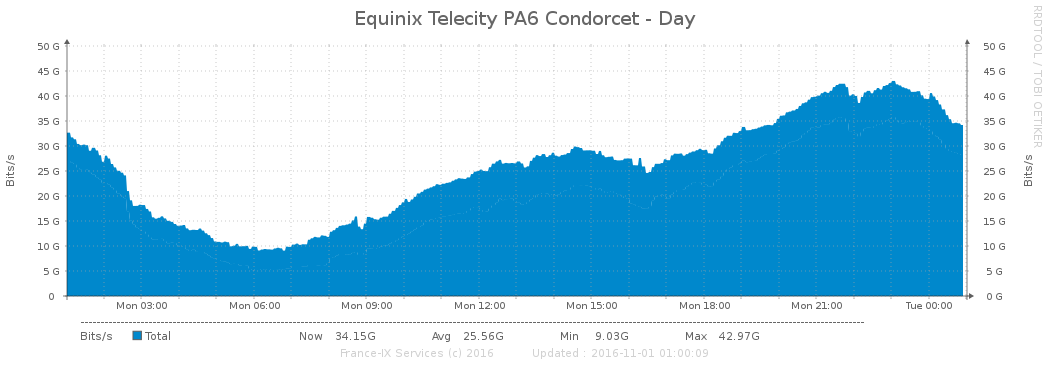 Equinix Telecity PA6 Condorcet - Day
RRDTOOL / TOBI OETIKER
50 G 50 G
45 G 45 G
40 G 40 G
35 G 35 G
30 G 30 G
25 G 25 G
20 G 20 G
15 G 15 G
10 G 10 G
5 G 5 G
0 0 G
Bits/s Bits/s
Mon 03:00 Mon 06:00 Mon 09:00 Mon 12:00 Mon 15:00 Mon 18:00 Mon 21:00 Tue 00:00
Bits/s Total Now 34.15G Avg 25.56G Min 9.03G Max 42.97G
France-IX Services (c) 2016 Updated : 2016-11-01 01:00:09